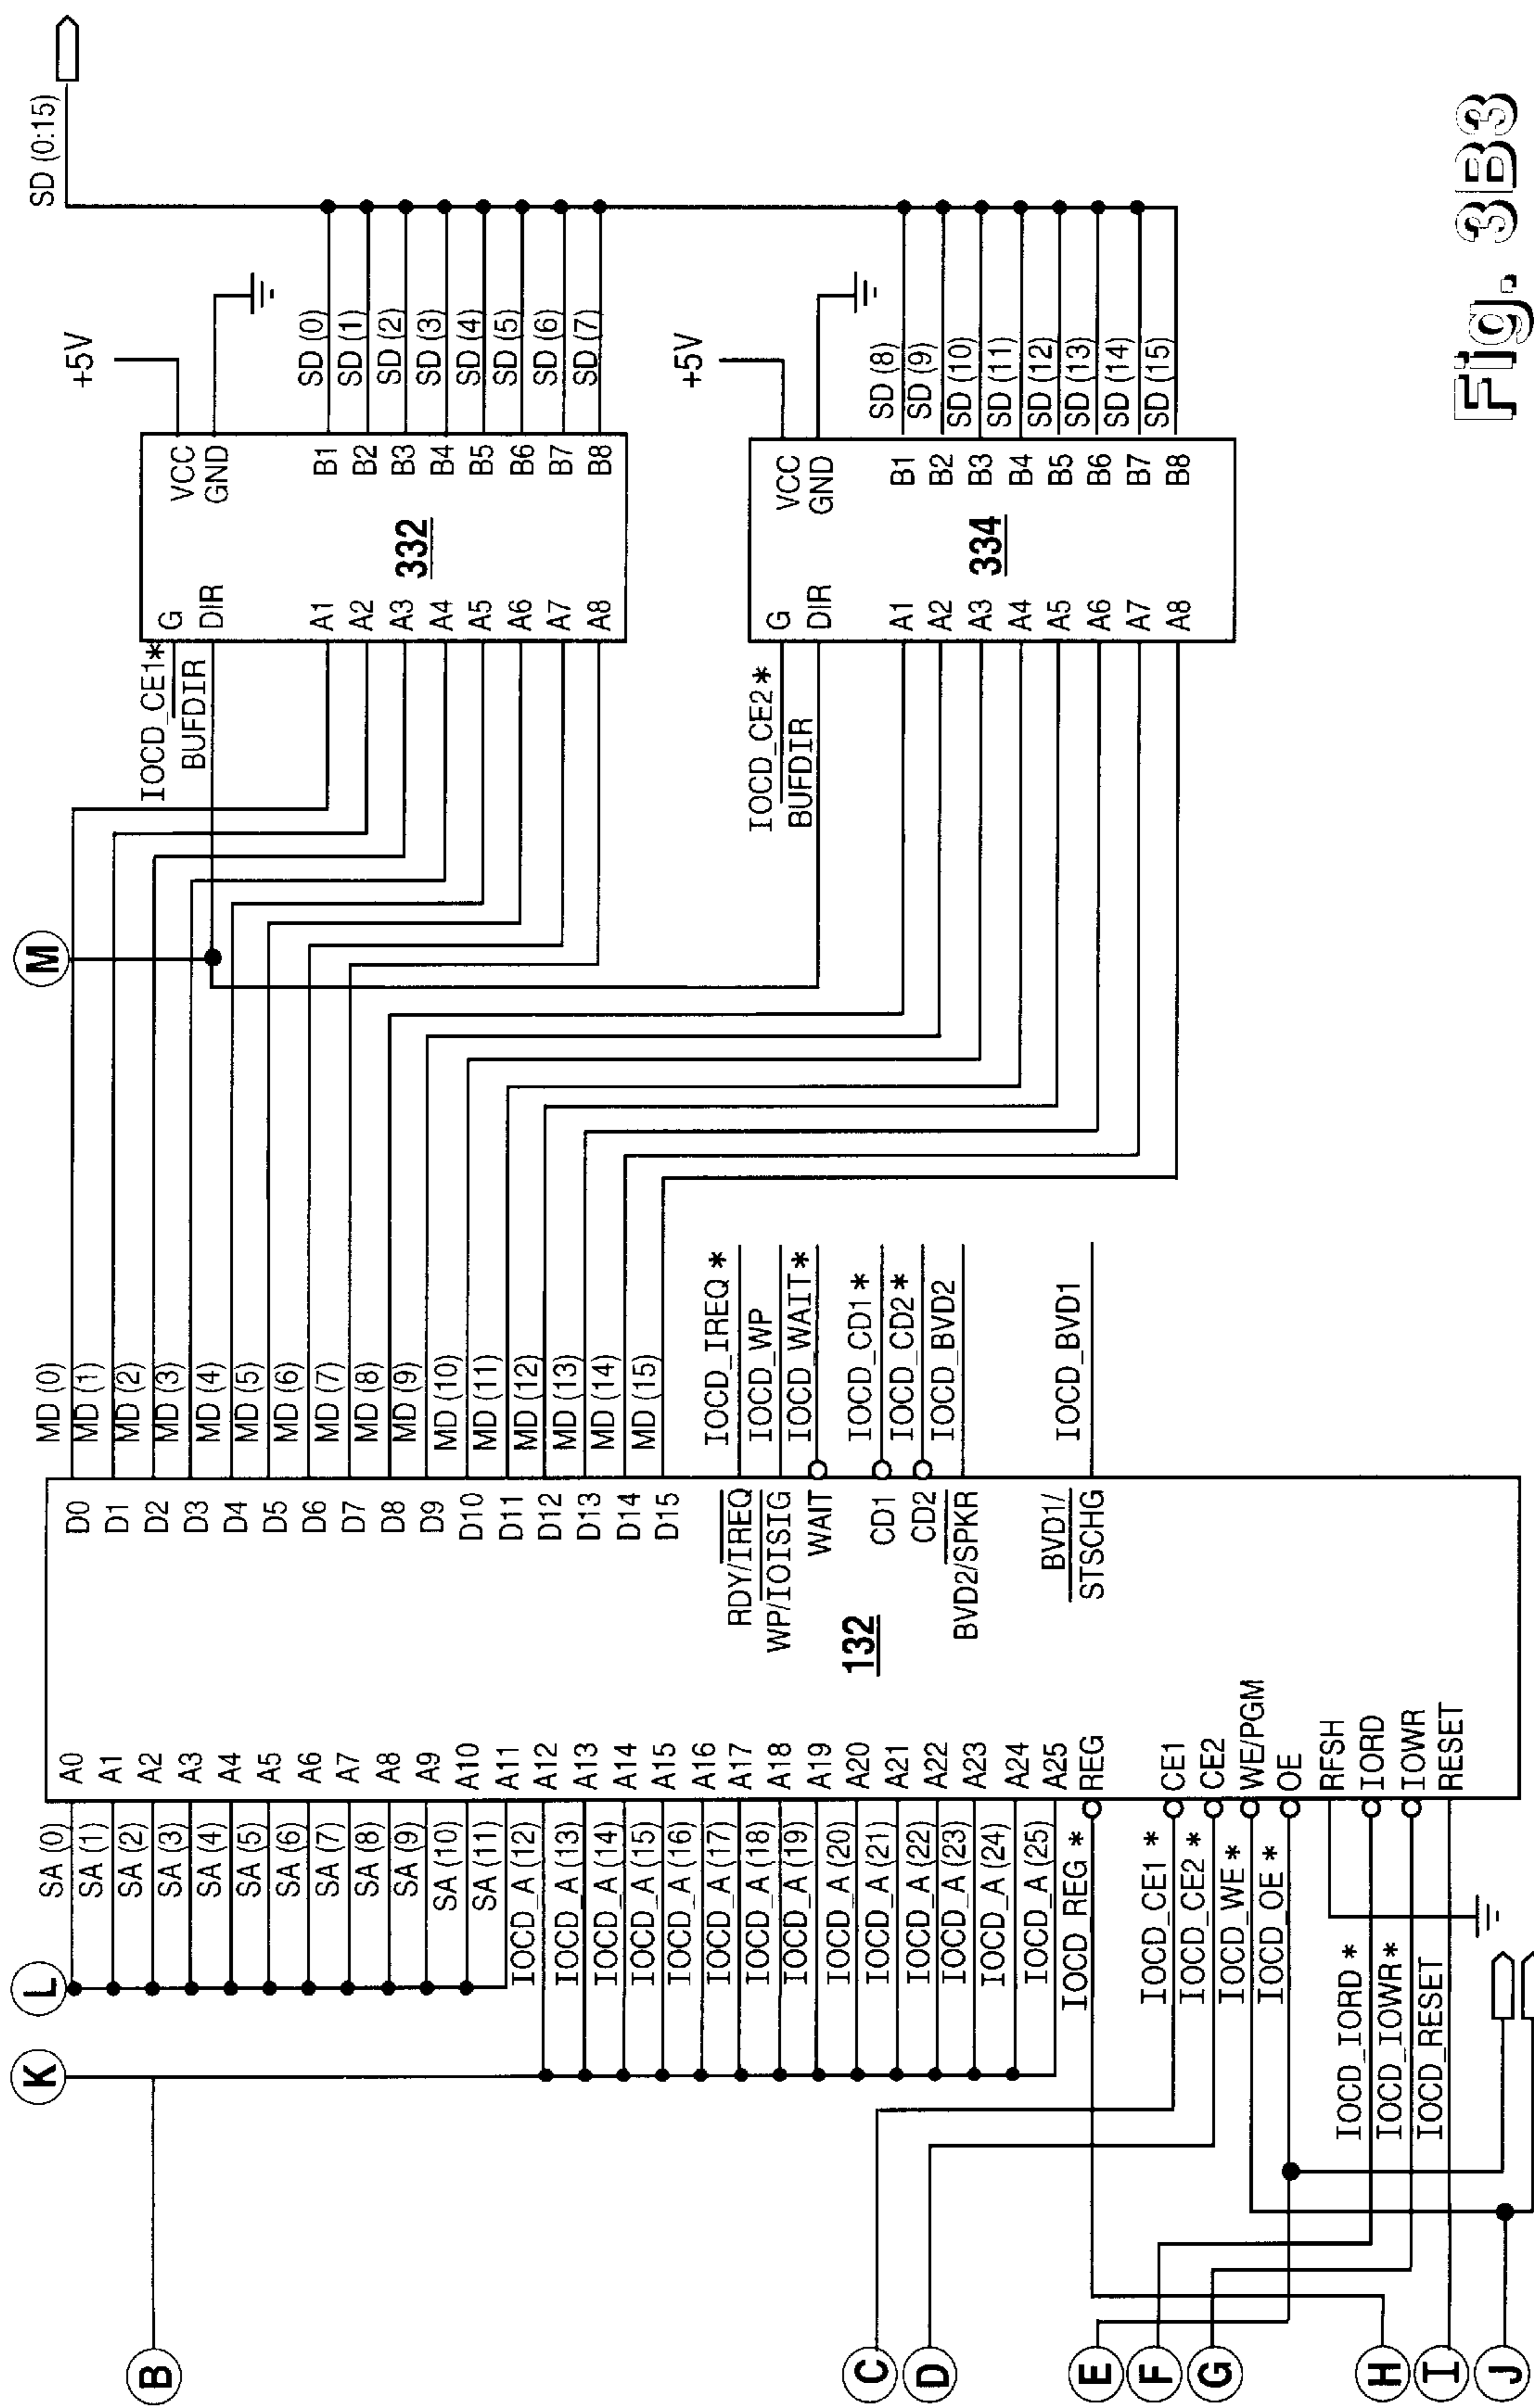 SD (0:15)
M
L
K
B
C
D
E
F
G
H
I
J
SA (0)
SA (1)
SA (2)
SA (3)
SA (4)
SA (5)
SA (6)
SA (7)
SA (8)
SA (9)
SA (10)
SA (11)
IOCD_A (12)
IOCD_A (13)
IOCD_A (14)
IOCD_A (15)
IOCD_A (16)
IOCD_A (17)
IOCD_A (18)
IOCD_A (19)
IOCD_A (20)
IOCD_A (21)
IOCD_A (22)
IOCD_A (23)
IOCD_A (24)
IOCD_A (25)
IOCD_REG *
IOCD_CE1 *
IOCD_CE2 *
IOCD_WE *
IOCD_OE *
IOCD_IORD *
IOCD_IOWR *
IOCD_RESET
A0
A1
A2
A3
A4
A5
A6
A7
A8
A9
A10
A11
A12
A13
A14
A15
A16
A17
A18
A19
A20
A21
A22
A23
A24
A25
REG
CE1
CE2
WE/PGM
OE
RFSH
IORD
IOWR
RESET
132
D0
D1
D2
D3
D4
D5
D6
D7
D8
D9
D10
D11
D12
D13
D14
D15
RDY/IREQ
WP/IOISIG
WAIT
CD1
CD2
BVD2/SPKR
BVD1/
STSCHG
MD (0)
MD (1)
MD (2)
MD (3)
MD (4)
MD (5)
MD (6)
MD (7)
MD (8)
MD (9)
MD (10)
MD (11)
MD (12)
MD (13)
MD (14)
MD (15)
IOCD_IREQ *
IOCD_WP
IOCD_WAIT *
IOCD_CD1 *
IOCD_CD2 *
IOCD_BVD2
IOCD_BVD1
IOCD_CE1*
BUFDIR
G
DIR
A1
A2
A3
A4
A5
A6
A7
A8
332
VCC
GND
B1
B2
B3
B4
B5
B6
B7
B8
+5V
SD (0)
SD (1)
SD (2)
SD (3)
SD (4)
SD (5)
SD (6)
SD (7)
IOCD_CE2 *
BUFDIR
G
DIR
A1
A2
A3
A4
A5
A6
A7
A8
334
VCC
GND
B1
B2
B3
B4
B5
B6
B7
B8
+5V
SD (8)
SD (9)
SD (10)
SD (11)
SD (12)
SD (13)
SD (14)
SD (15)
Fig. 3B3